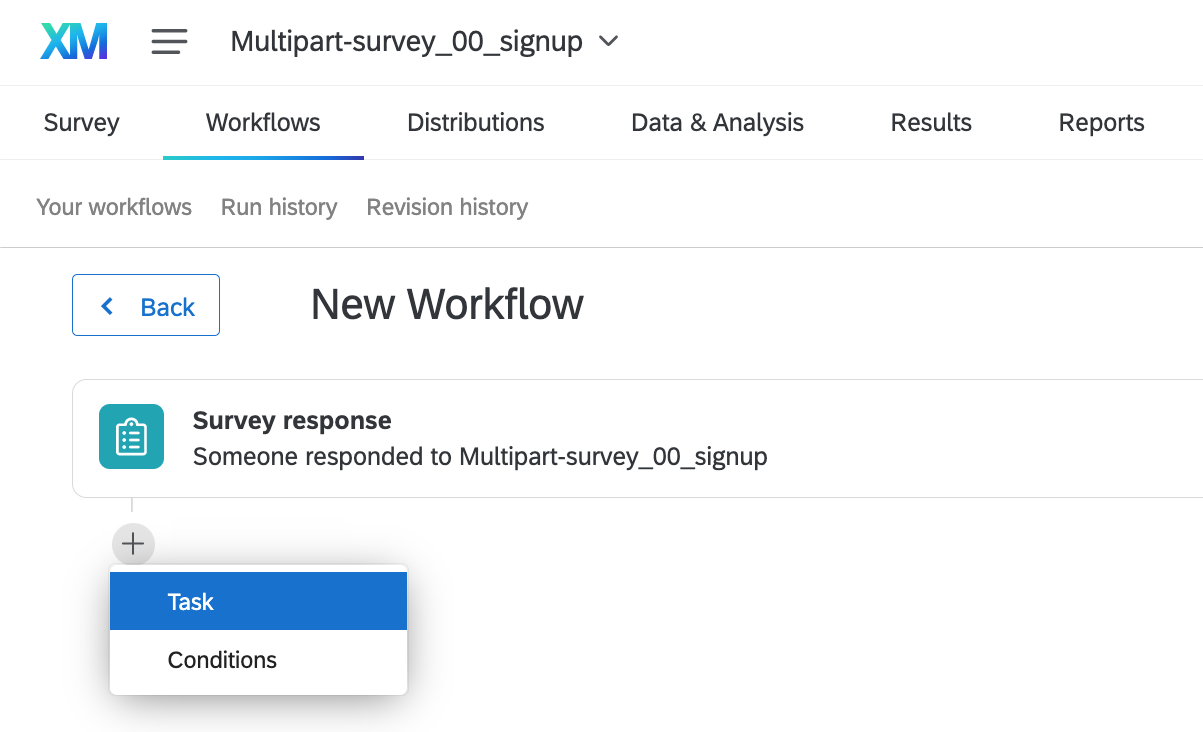 XM Multipart-survey_00_signup
Survey Workflows Distributions Data & Analysis Results Reports
Your workflows Run history Revision history
Back New Workflow
Survey response
Someone responded to Multipart-survey_00_signup
Task
Conditions